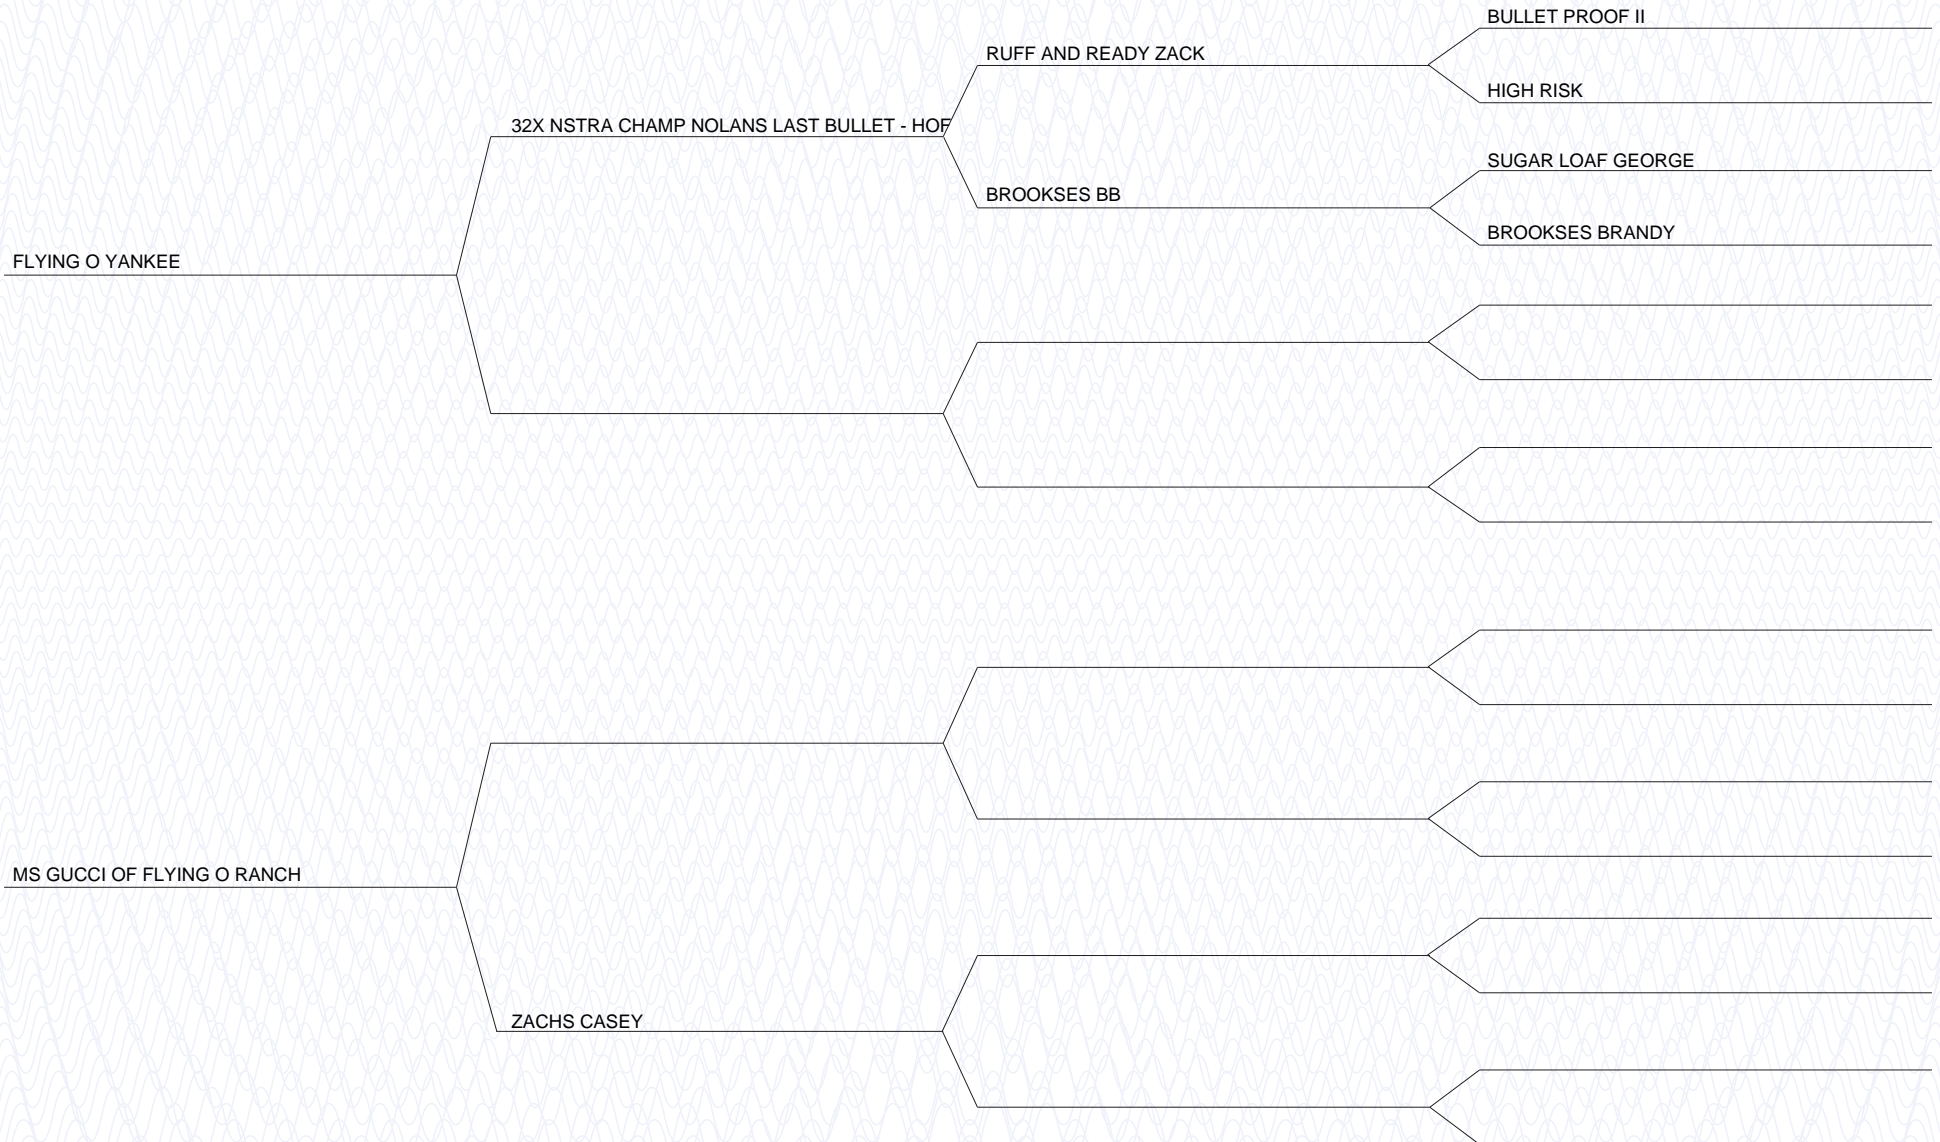 BULLET PROOF II
RUFF AND READY ZACK
HIGH RISK
32X NSTRA CHAMP NOLANS LAST BULLET - HOF
SUGAR LOAF GEORGE
BROOKSES BB
BROOKSES BRANDY
FLYING O YANKEE
MS GUCCI OF FLYING O RANCH
ZACHS CASEY